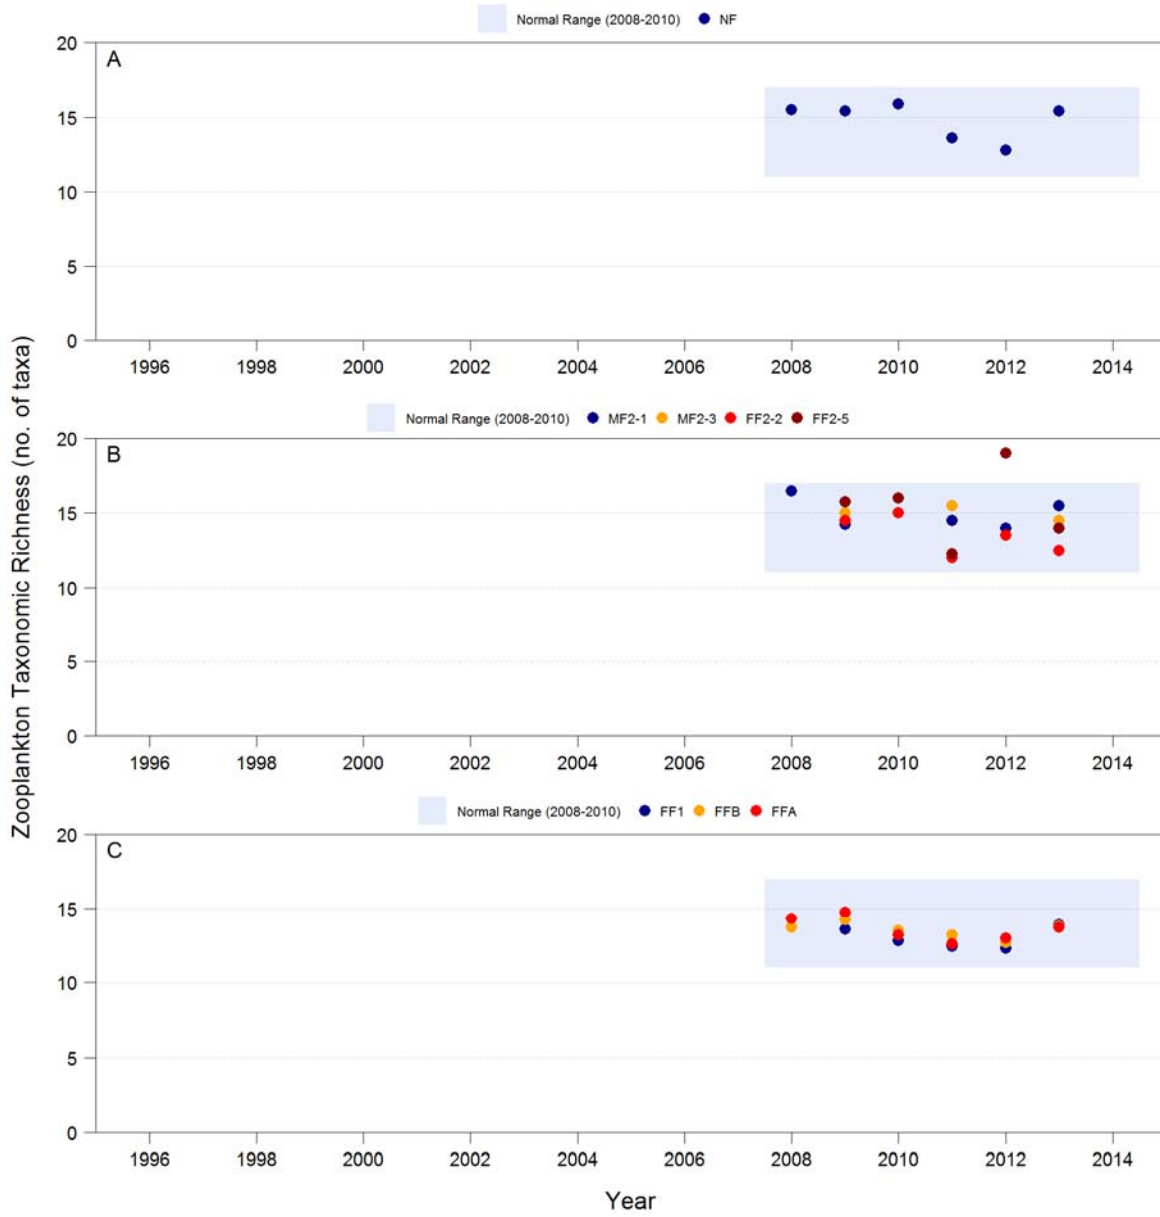 Normal Range (2008-2010) NF
A
20
15
10
5
0
1996 1998 2000 2002 2004 2006 2008 2010 2012 2014
Zooplankton Taxonomic Richness (no. of taxa)
Normal Range (2008-2010) MF2-1 MF2-3 FF2-2 FF2-5
B
20
15
10
5
0
1996 1998 2000 2002 2004 2006 2008 2010 2012 2014
Normal Range (2008-2010) FF1 FFB FFA
C
20
15
10
5
0
1996 1998 2000 2002 2004 2006 2008 2010 2012 2014
Year